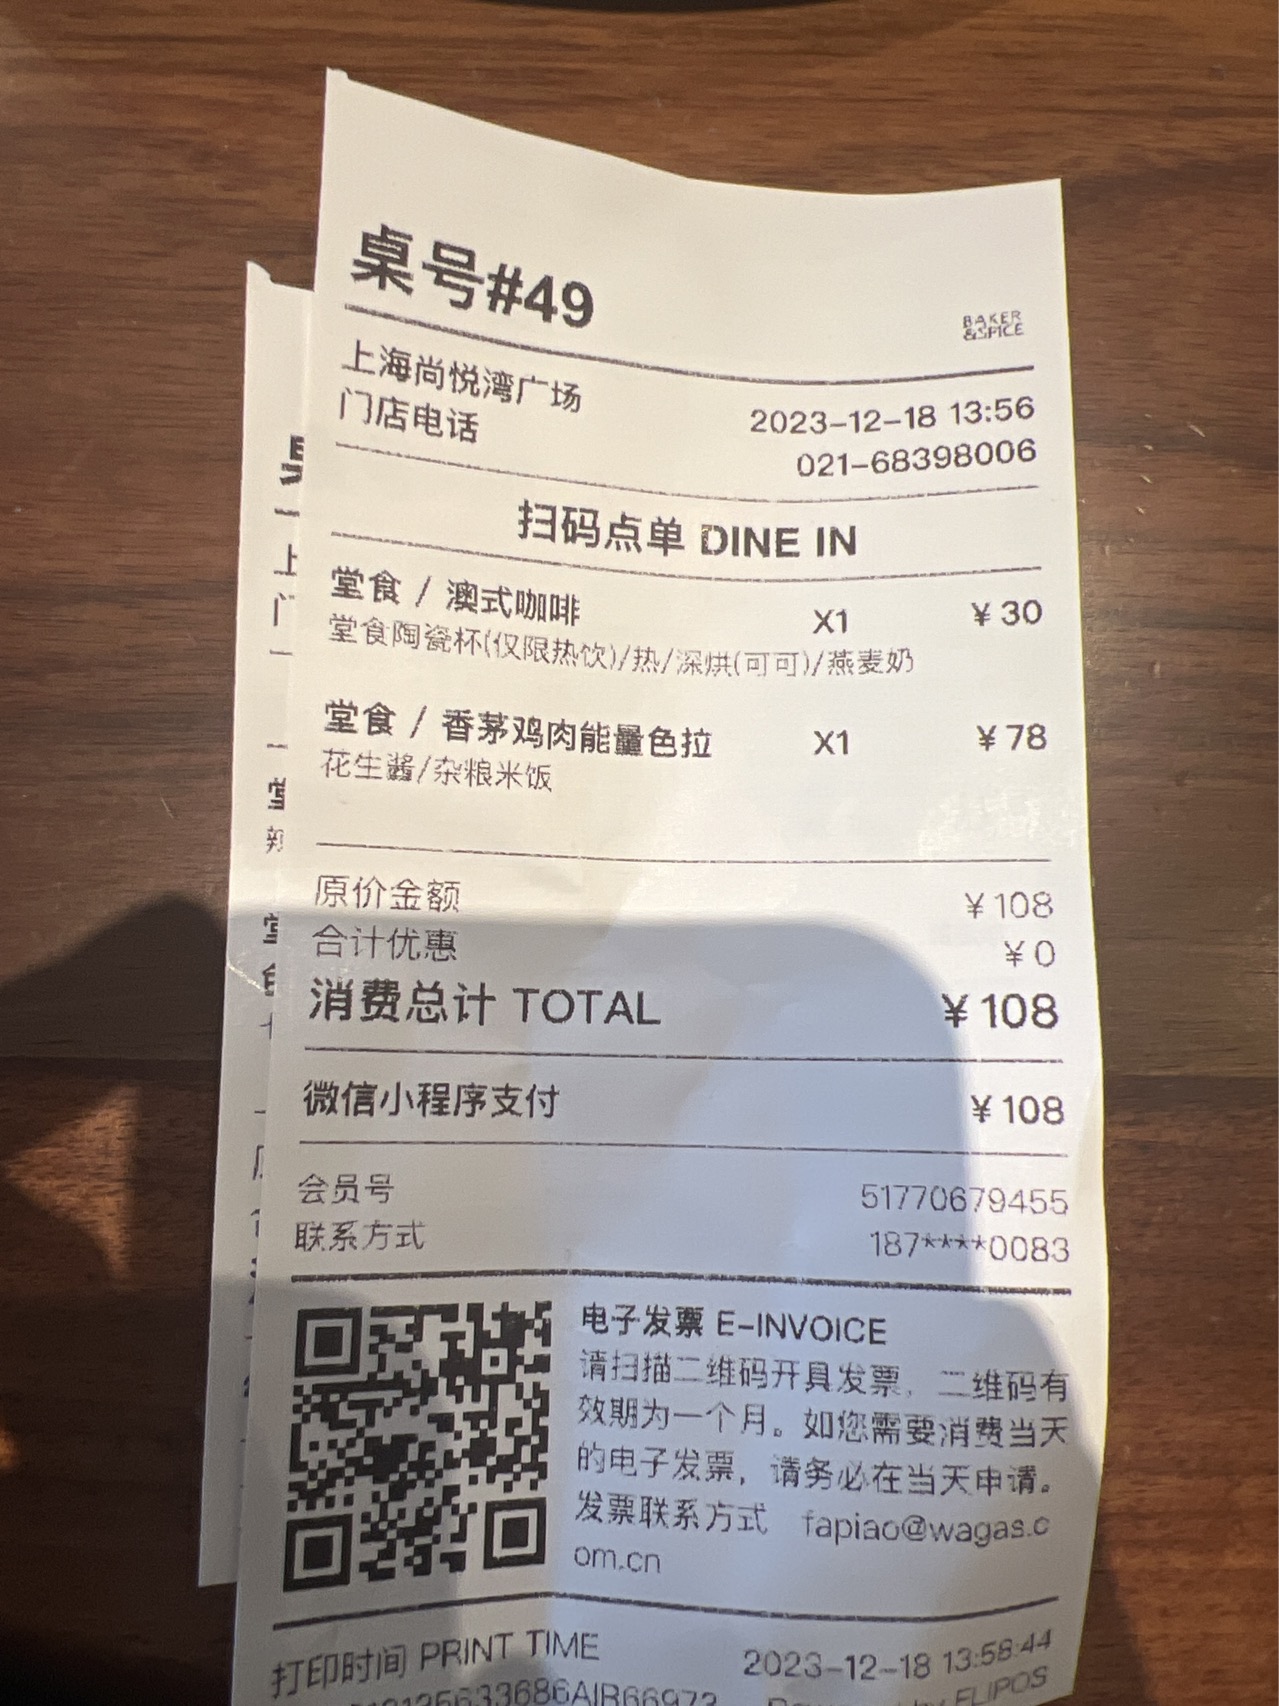 桌号#49
BAKER
&SPICE
上海尚悦湾广场 2023-12-18 13:56
门店电话 021-68398006
扫码点单 DINE IN
堂食 / 澳式咖啡 X1 ¥30
堂食陶瓷杯(仅限热饮)/热/深烘(可可)/燕麦奶
堂食 / 香茅鸡肉能量色拉 X1 ¥78
花生酱/杂粮米饭
原价金额 ¥108
合计优惠 ¥0
消费总计 TOTAL ¥108
微信小程序支付 ¥108
会员号 51770679455
联系方式 187****0083
电子发票 E-INVOICE
请扫描二维码开具发票，二维码有
效期为一个月。如您需要消费当天
的电子发票，请务必在当天申请。
发票联系方式 fapiao@wagas.c
om.cn
打印时间 PRINT TIME 2023-12-18 13:58:44
Powered by FLIPOS